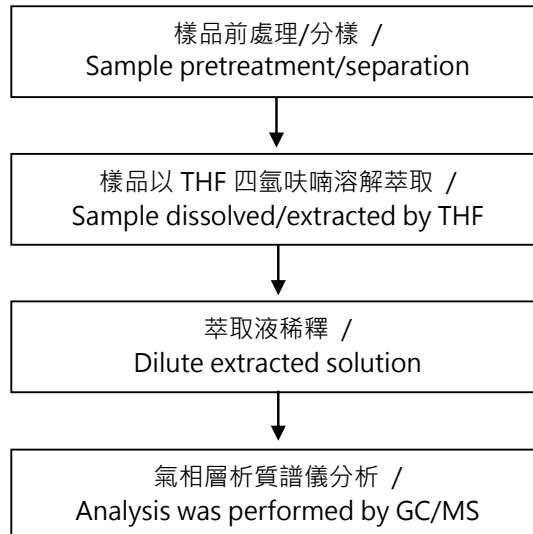 樣品前處理/分樣 /
Sample pretreatment/separation
樣品以 THF 四氫呋喃溶解萃取 /
Sample dissolved/extracted by THF
萃取液稀釋 /
Dilute extracted solution
氣相層析質譜儀分析 /
Analysis was performed by GC/MS